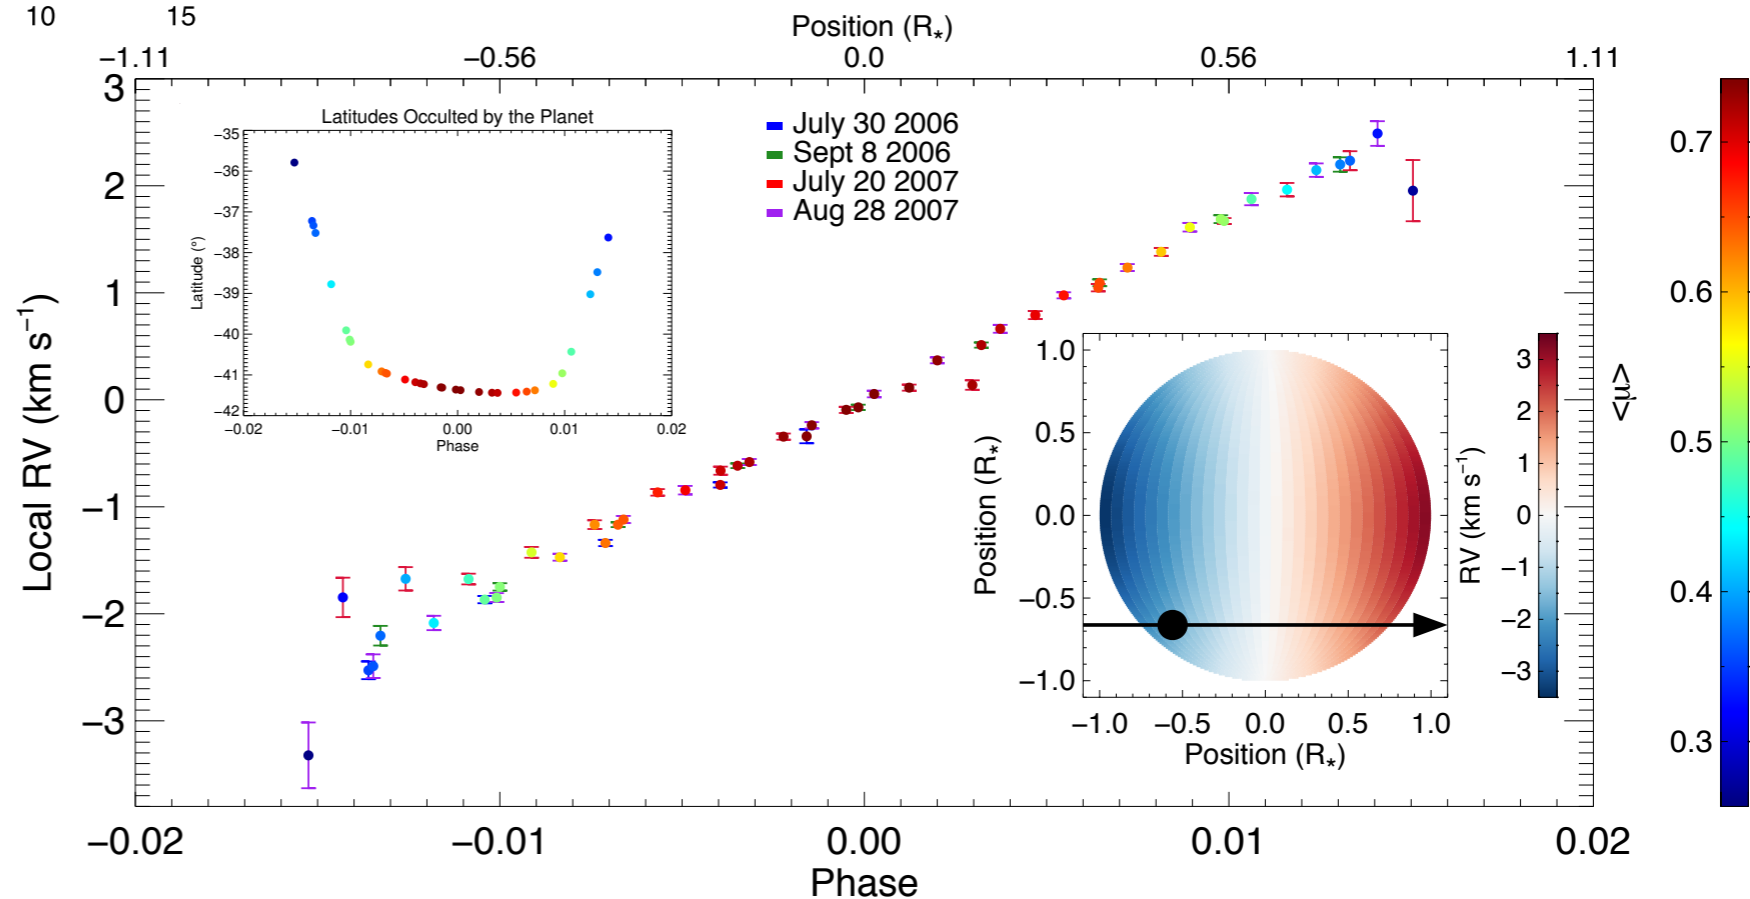 10 15
Position (R*)
−1.11 −0.56 0.0 0.56 1.11
3
2
1
0
−1
−2
−3
Local RV (km s⁻¹)
−0.02 −0.01 0.00 0.01 0.02
Phase
Latitudes Occulted by the Planet
−35
−36
−37
−38
−39
−40
−41
−42
Latitude (°)
−0.02 −0.01 0.00 0.01 0.02
Phase
July 30 2006
Sept 8 2006
July 20 2007
Aug 28 2007
1.0
0.5
0.0
−0.5
−1.0
Position (R*)
−1.0 −0.5 0.0 0.5 1.0
Position (R*)
RV (km s⁻¹)
3
2
1
0
−1
−2
−3
<μ>
0.7
0.6
0.5
0.4
0.3